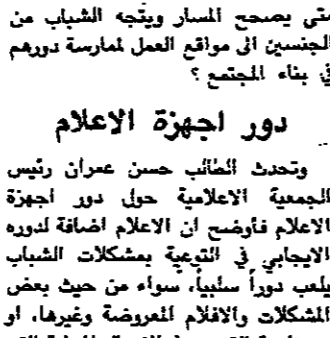 متى يصحح المسار ويتجه الشباب من
الجنسين الى مواقع العمل لممارسة دورهم
في بناء المجتمع ؟
دور اجهزة الاعلام
وتحدث الطالب حسن عمران رئيس
الجمعية الاعلامية حول دور اجهزة
الاعلام فأوضح ان الاعلام اضافة لدوره
الايجابي في التوعية بمشكلات الشباب
يلعب دوراً سلبياً، سواء من حيث بعض
المشكلات والافلام المعروضة وغيرها، او